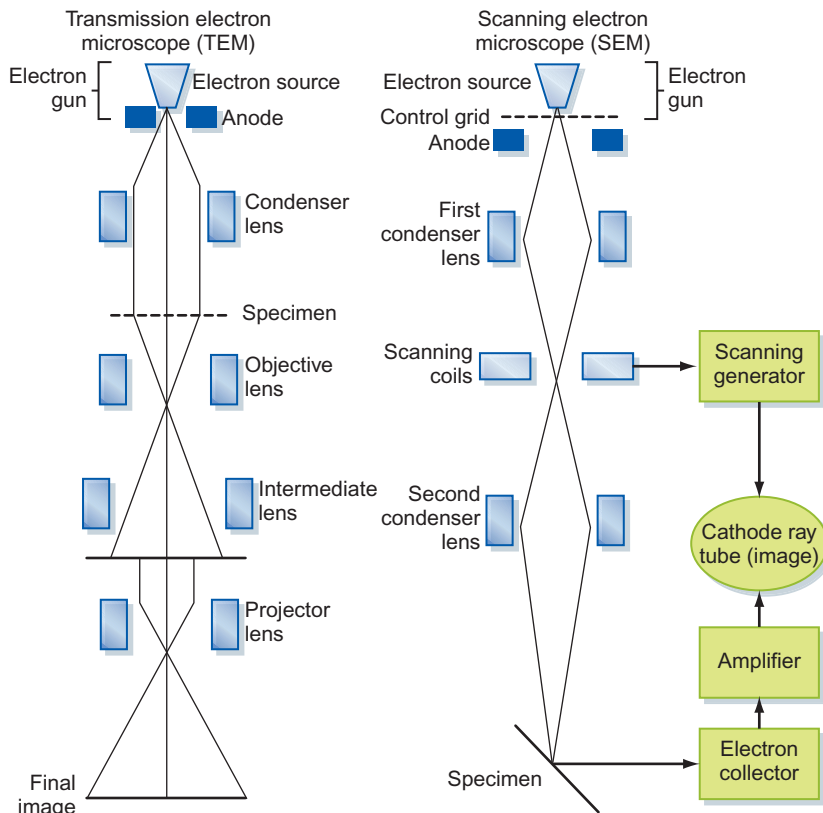 Transmission electron
microscope (TEM)
Electron
gun
Electron source
Anode
Condenser
lens
Specimen
Objective
lens
Intermediate
lens
Projector
lens
Final
image
Scanning electron
microscope (SEM)
Electron source
Electron
gun
Control grid
Anode
First
condenser
lens
Scanning
coils
Scanning
generator
Second
condenser
lens
Cathode ray
tube (image)
Amplifier
Electron
collector
Specimen